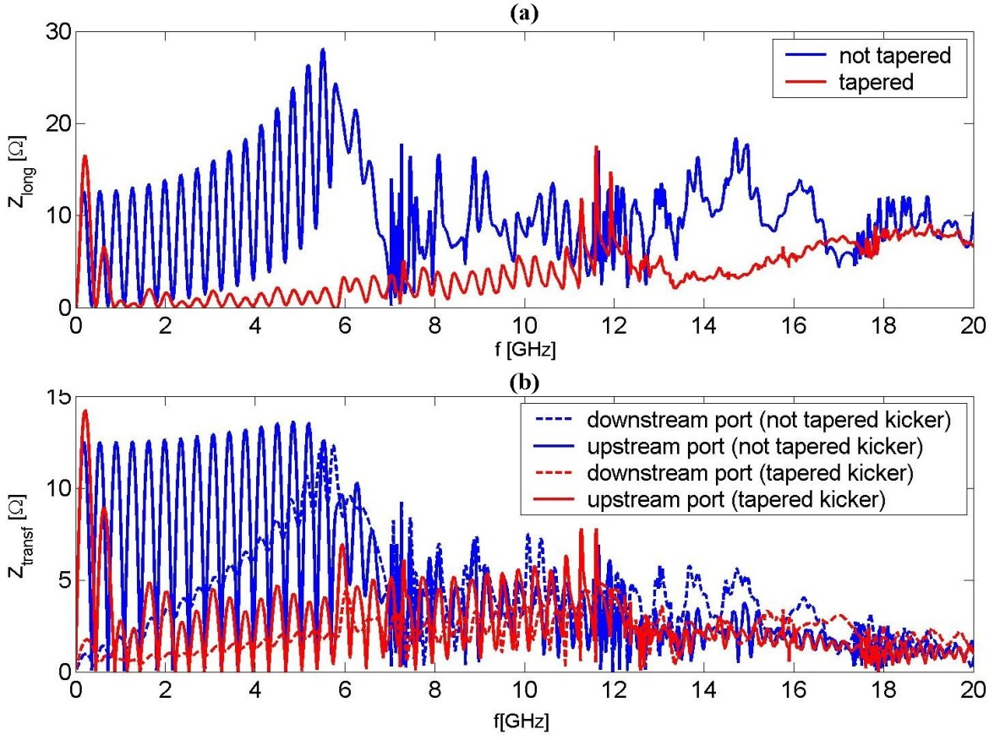 (a)
30
20
10
0
Z_long [Ω]
not tapered
tapered
0 2 4 6 8 10 12 14 16 18 20
f [GHz]
(b)
15
10
5
0
Z_transf [Ω]
downstream port (not tapered kicker)
upstream port (not tapered kicker)
downstream port (tapered kicker)
upstream port (tapered kicker)
0 2 4 6 8 10 12 14 16 18 20
f[GHz]